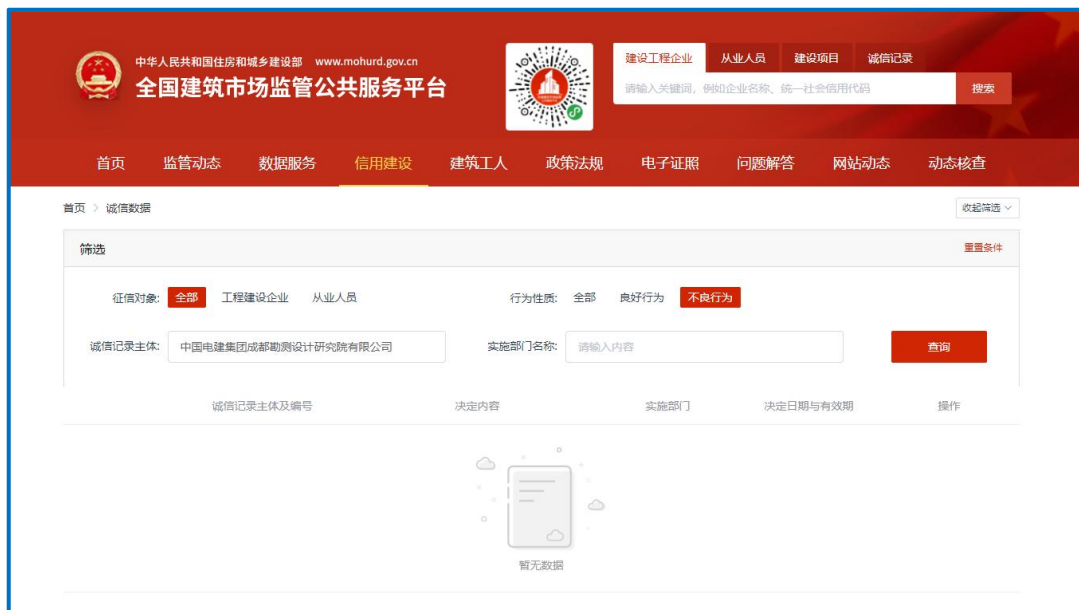 中华人民共和国住房和城乡建设部 www.mohurd.gov.cn
全国建筑市场监管公共服务平台
建设工程企业 从业人员 建设项目 诚信记录
请输入关键词，例如企业名称、统一社会信用代码 搜索
首页 监管动态 数据服务 信用建设 建筑工人 政策法规 电子证照 问题解答 网站动态 动态核查
首页 > 诚信数据 收起筛选
筛选 重置条件
征信对象: 全部 工程建设企业 从业人员 行为性质: 全部 良好行为 不良行为
诚信记录主体: 中国电建集团成都勘测设计研究院有限公司 实施部门名称: 请输入内容 查询
诚信记录主体及编号 决定内容 实施部门 决定日期与有效期 操作
暂无数据